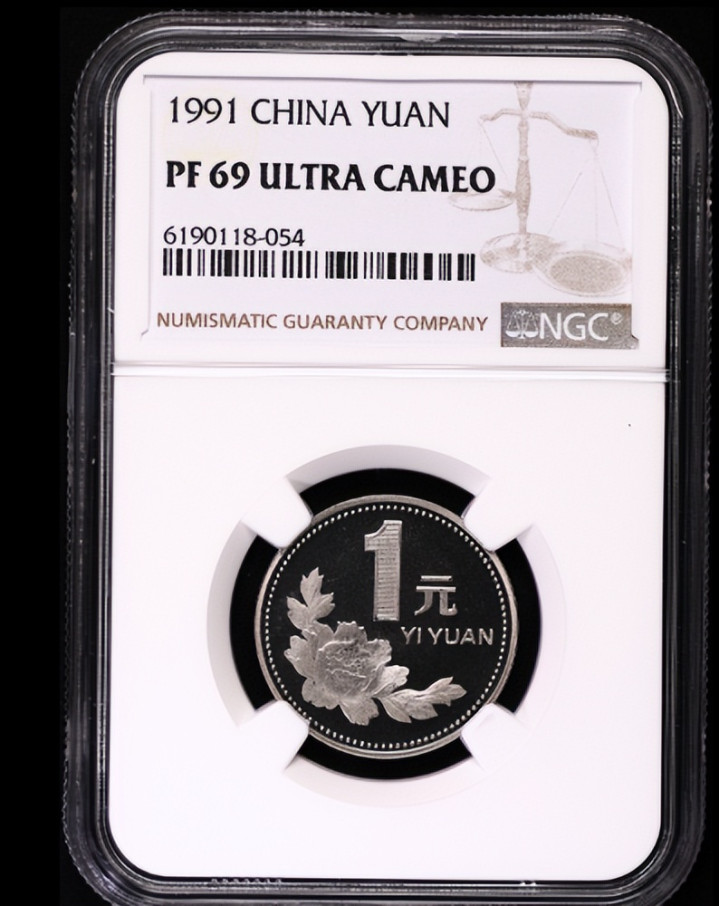 1991 CHINA YUAN
PF 69 ULTRA CAMEO
6190118-054
NUMISMATIC GUARANTY COMPANY
NGC®
1元
YI YUAN